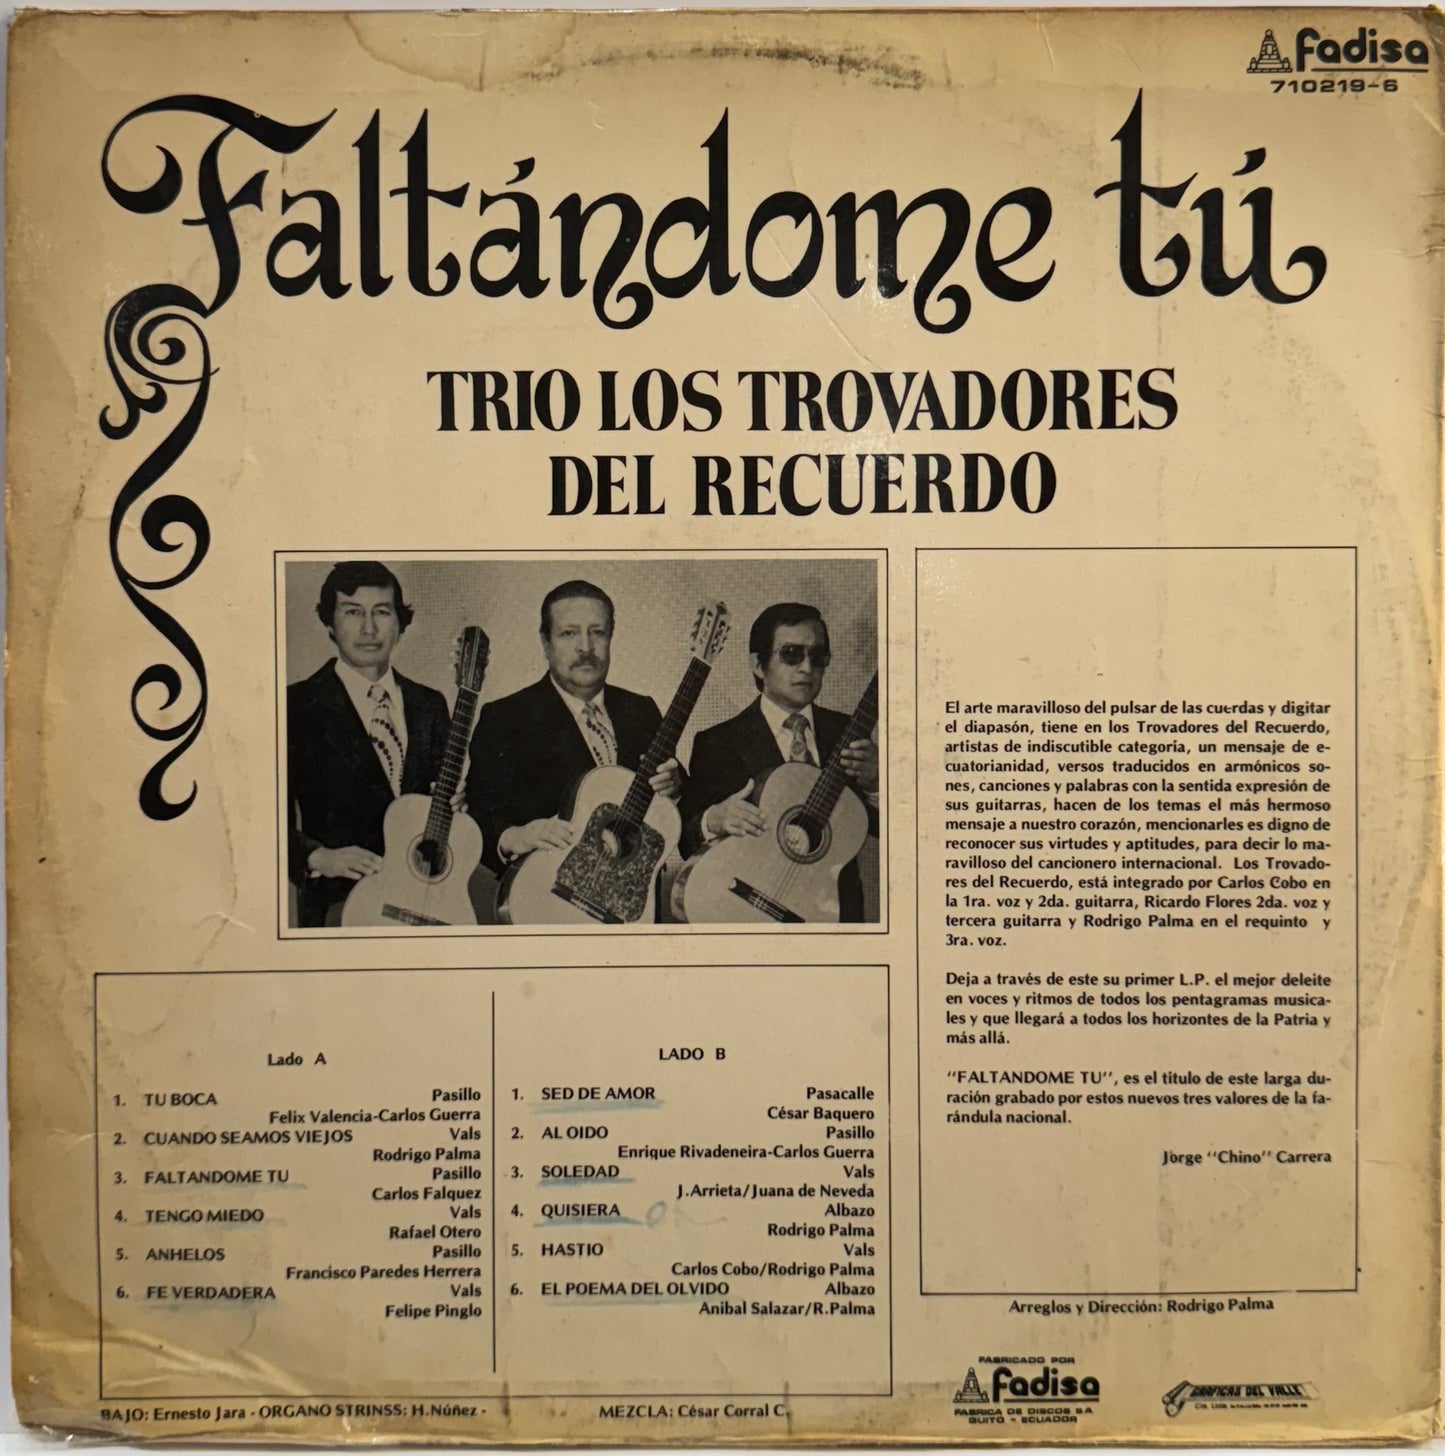 fadisa
710219-6
Faltándome tú
TRIO LOS TROVADORES
DEL RECUERDO
El arte maravilloso del pulsar de las cuerdas y digitar
el diapasón, tiene en los Trovadores del Recuerdo,
artistas de indiscutible categoría, un mensaje de e-
cuatorianidad, versos traducidos en armónicos so-
nes, canciones y palabras con la sentida expresión de
sus guitarras, hacen de los temas el más hermoso
mensaje a nuestro corazón, mencionarles es digno de
reconocer sus virtudes y aptitudes, para decir lo ma-
ravilloso del cancionero internacional. Los Trovado-
res del Recuerdo, está integrado por Carlos Cobo en
la 1ra. voz y 2da. guitarra, Ricardo Flores 2da. voz y
tercera guitarra y Rodrigo Palma en el requinto y
3ra. voz.
Deja a través de este su primer L.P. el mejor deleite
en voces y ritmos de todos los pentagramas musica-
les y que llegará a todos los horizontes de la Patria y
más allá.
"FALTANDOME TU", es el titulo de este larga du-
ración grabado por estos nuevos tres valores de la fa-
rándula nacional.
Jorge "Chino" Carrera
Arreglos y Dirección: Rodrigo Palma
Lado A
1. TU BOCA Pasillo
Felix Valencia-Carlos Guerra
2. CUANDO SEAMOS VIEJOS Vals
Rodrigo Palma
3. FALTANDOME TU Pasillo
Carlos Falquez
4. TENGO MIEDO Vals
Rafael Otero
5. ANHELOS Pasillo
Francisco Paredes Herrera
6. FE VERDADERA Vals
Felipe Pinglo
LADO B
1. SED DE AMOR Pasacalle
César Baquero
2. AL OIDO Pasillo
Enrique Rivadeneira-Carlos Guerra
3. SOLEDAD Vals
J.Arrieta/Juana de Neveda
4. QUISIERA Albazo
Rodrigo Palma
5. HASTIO Vals
Carlos Cobo/Rodrigo Palma
6. EL POEMA DEL OLVIDO Albazo
Anibal Salazar/R.Palma
BAJO: Ernesto Jara - ORGANO STRINSS: H.Núñez -
MEZCLA: César Corral C.
FABRICADO POR
fadisa
FABRICA DE DISCOS S A
QUITO - ECUADOR
GRAFICAS DEL VALLE
Cia. Ltda.